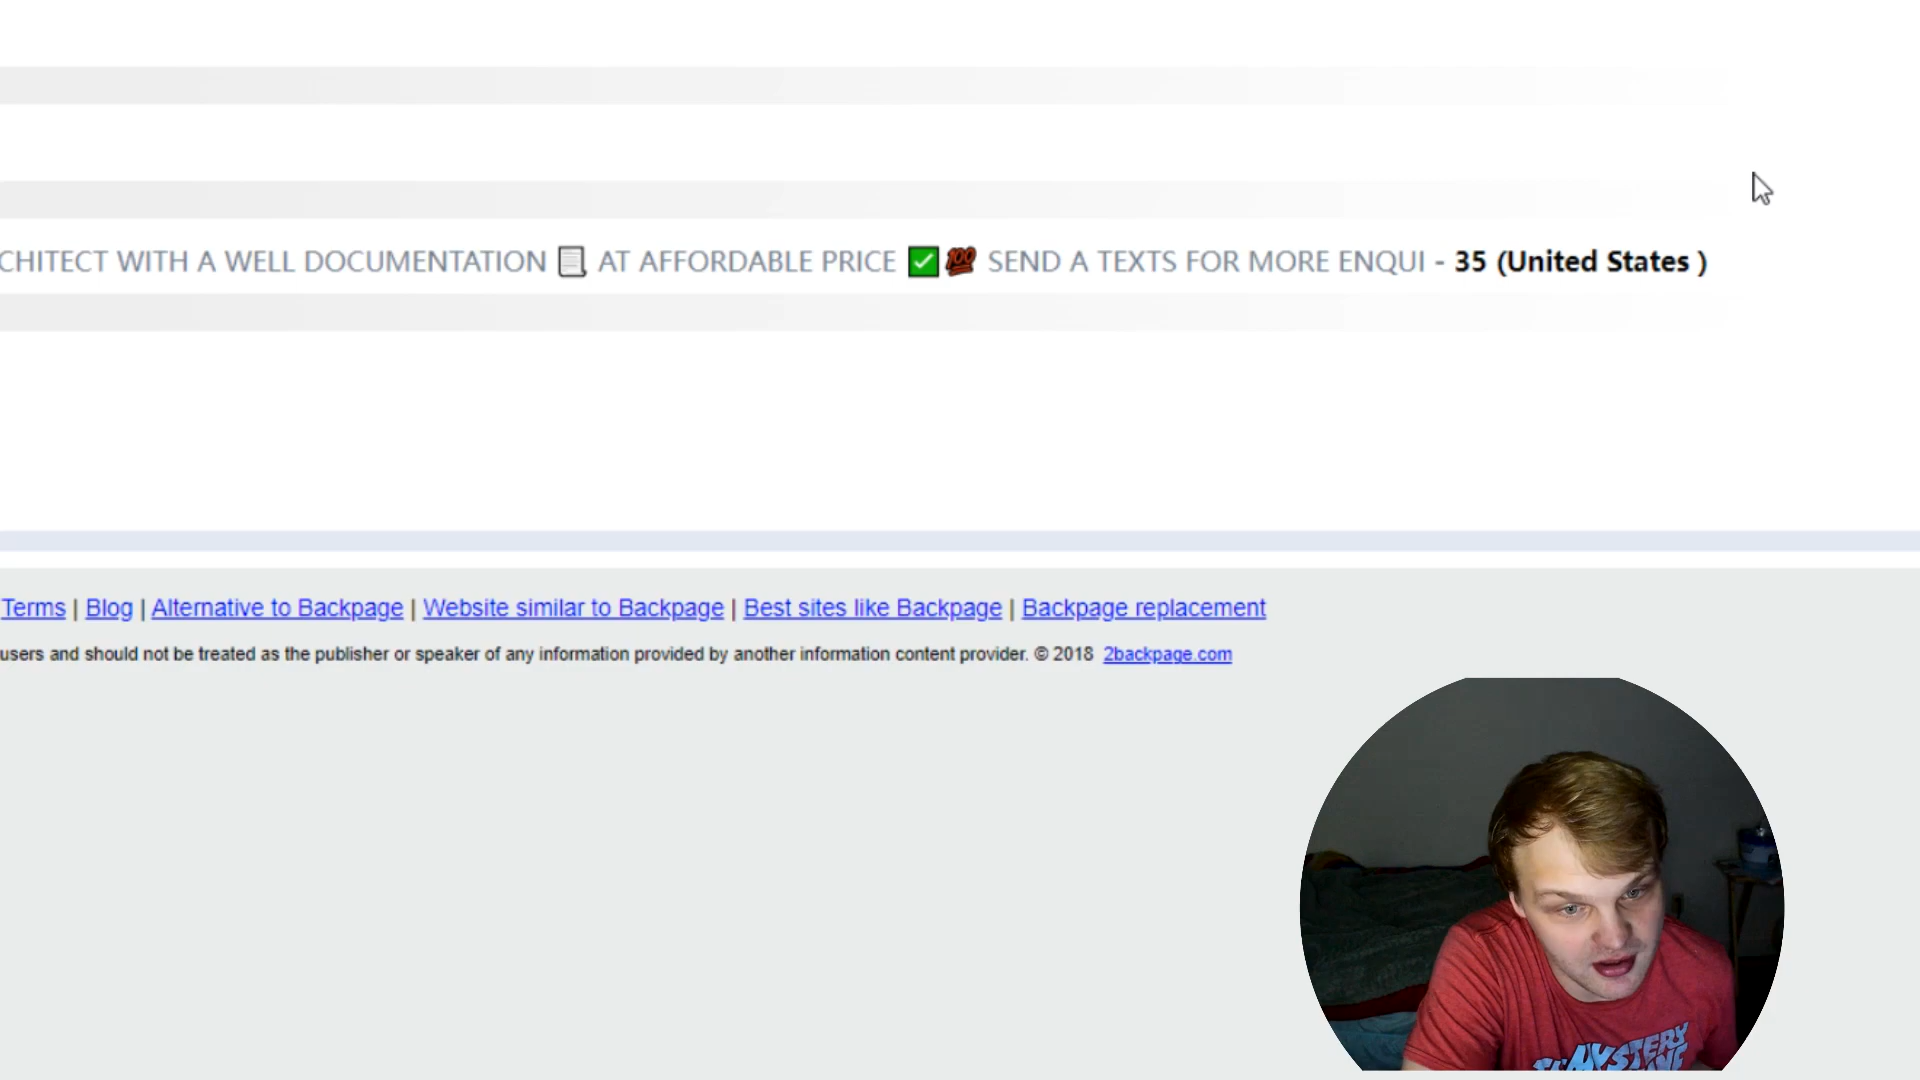 CHITECT WITH A WELL DOCUMENTATION 📃 AT AFFORDABLE PRICE ✅💯 SEND A TEXTS FOR MORE ENQUI - 35 (United States )
Terms | Blog | Alternative to Backpage | Website similar to Backpage | Best sites like Backpage | Backpage replacement
users and should not be treated as the publisher or speaker of any information provided by another information content provider. © 2018 2backpage.com
MYSTERY